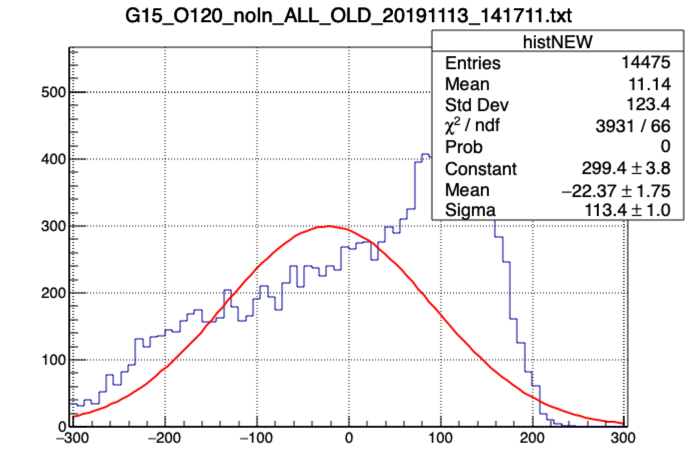 G15_O120_noIn_ALL_OLD_20191113_141711.txt
histNEW
Entries 14475
Mean 11.14
Std Dev 123.4
χ² / ndf 3931 / 66
Prob 0
Constant 299.4 ± 3.8
Mean −22.37 ± 1.75
Sigma 113.4 ± 1.0
500
400
300
200
100
0
−300 −200 −100 0 100 200 300